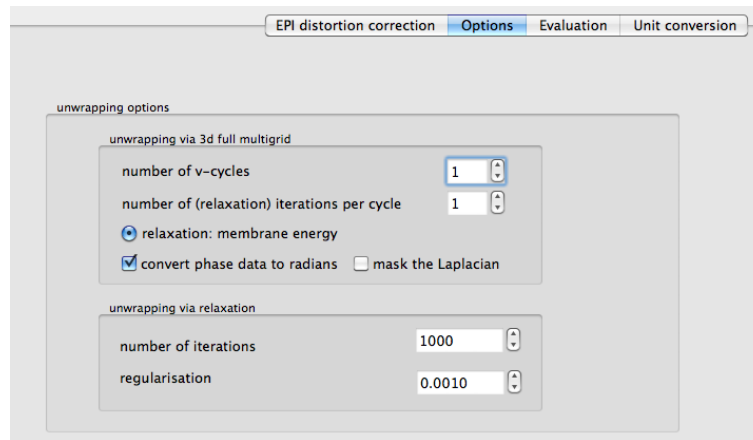 EPI distortion correction Options Evaluation Unit conversion
unwrapping options
unwrapping via 3d full multigrid
number of v-cycles 1
number of (relaxation) iterations per cycle 1
relaxation: membrane energy
convert phase data to radians mask the Laplacian
unwrapping via relaxation
number of iterations 1000
regularisation 0.0010